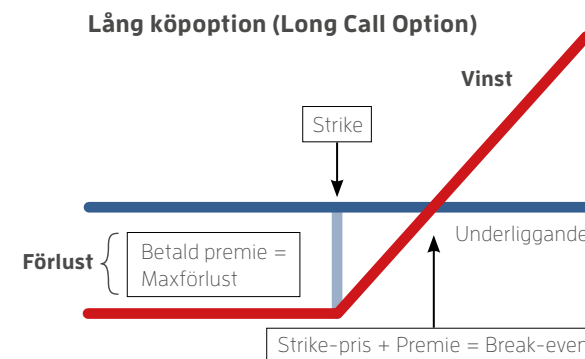 Lång köpoption (Long Call Option)
Vinst
Strike
Underliggande
Förlust
Betald premie =
Maxförlust
Strike-pris + Premie = Break-even